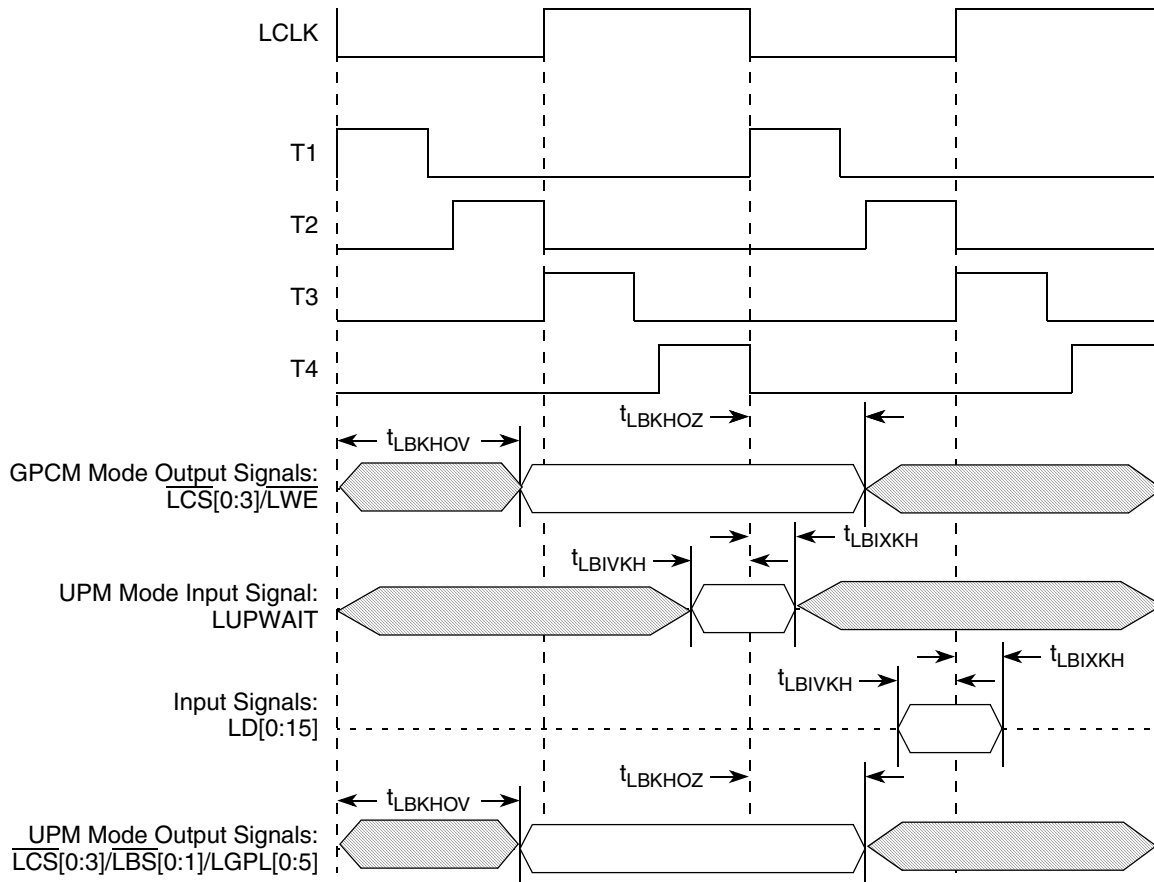 LCLK
T1
T2
T3
T4
tLBKHOZ
tLBKHOV
GPCM Mode Output Signals:
LCS[0:3]/LWE
tLBIXKH
tLBIVKH
UPM Mode Input Signal:
LUPWAIT
tLBIXKH
tLBIVKH
Input Signals:
LD[0:15]
tLBKHOZ
tLBKHOV
UPM Mode Output Signals:
LCS[0:3]/LBS[0:1]/LGPL[0:5]